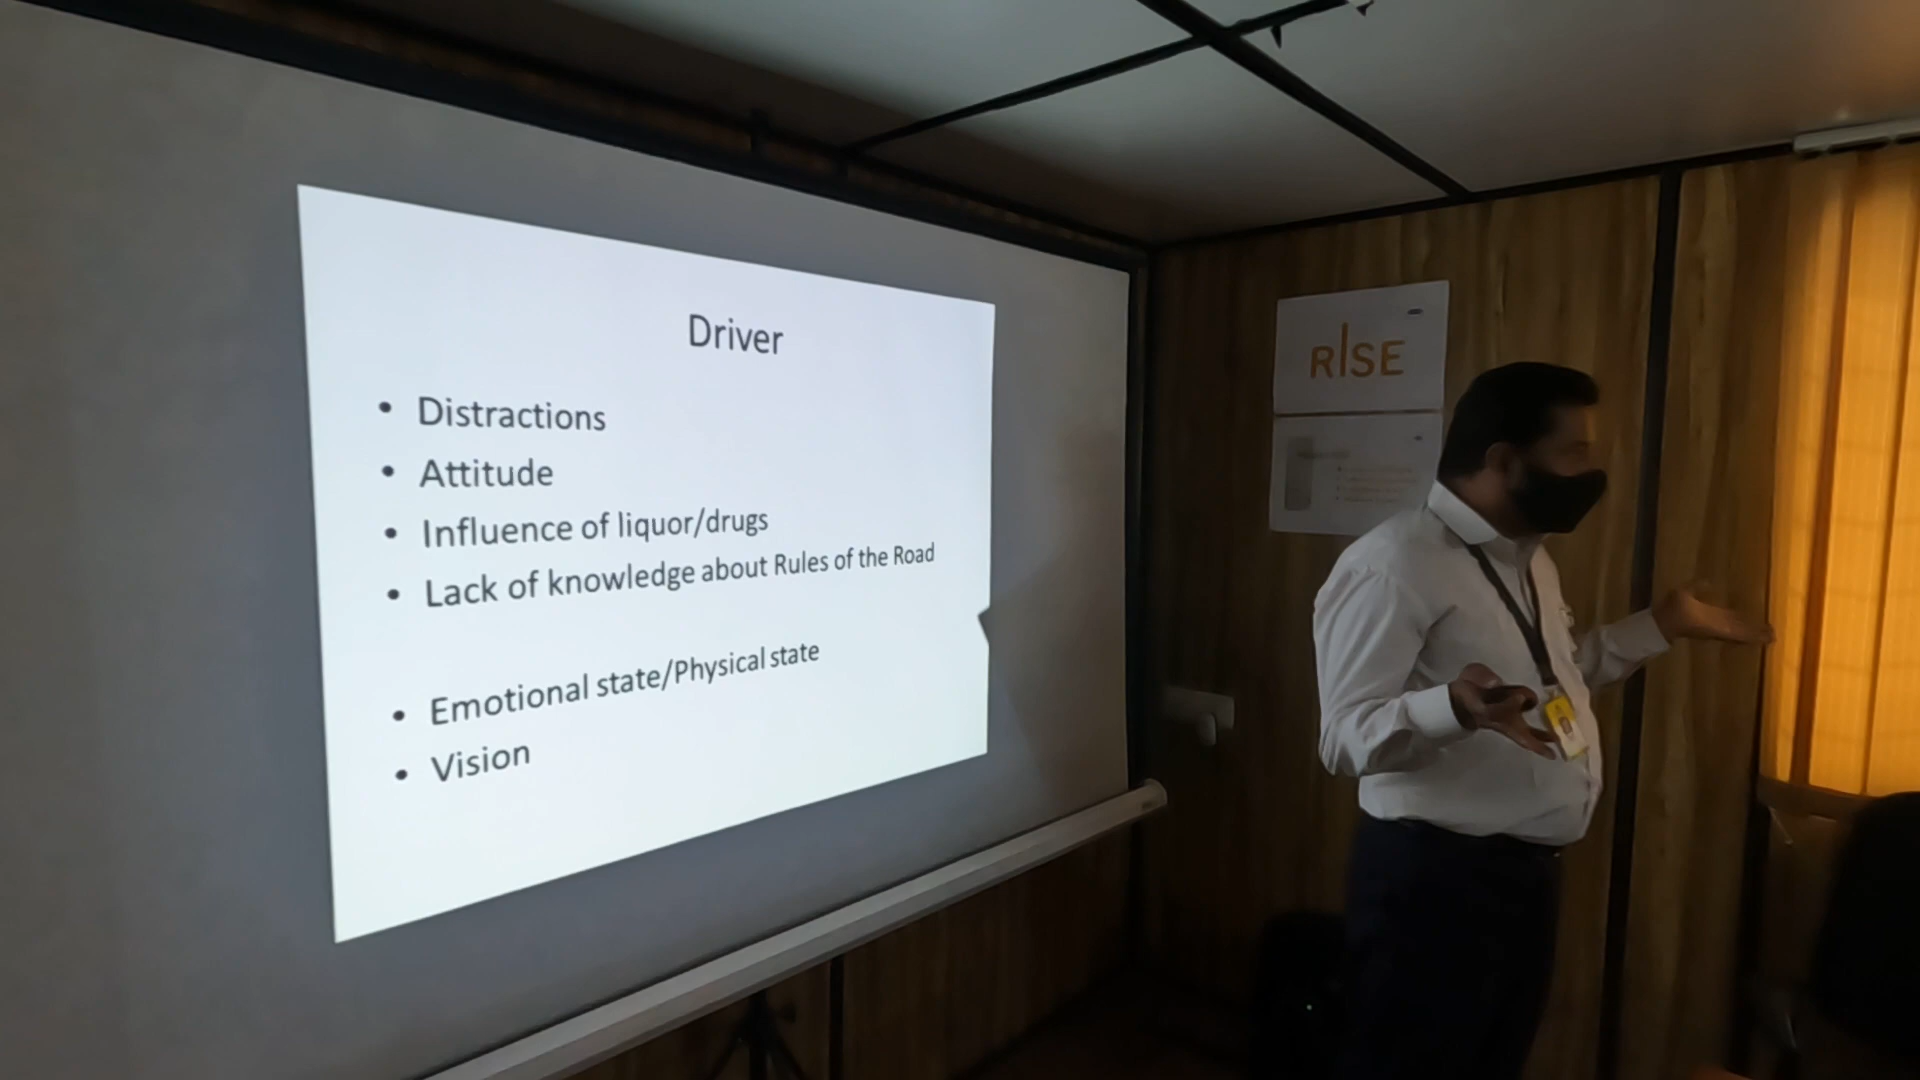 Driver
• Distractions
• Attitude
• Influence of liquor/drugs
• Lack of knowledge about Rules of the Road
• Emotional state/Physical state
• Vision
RISE